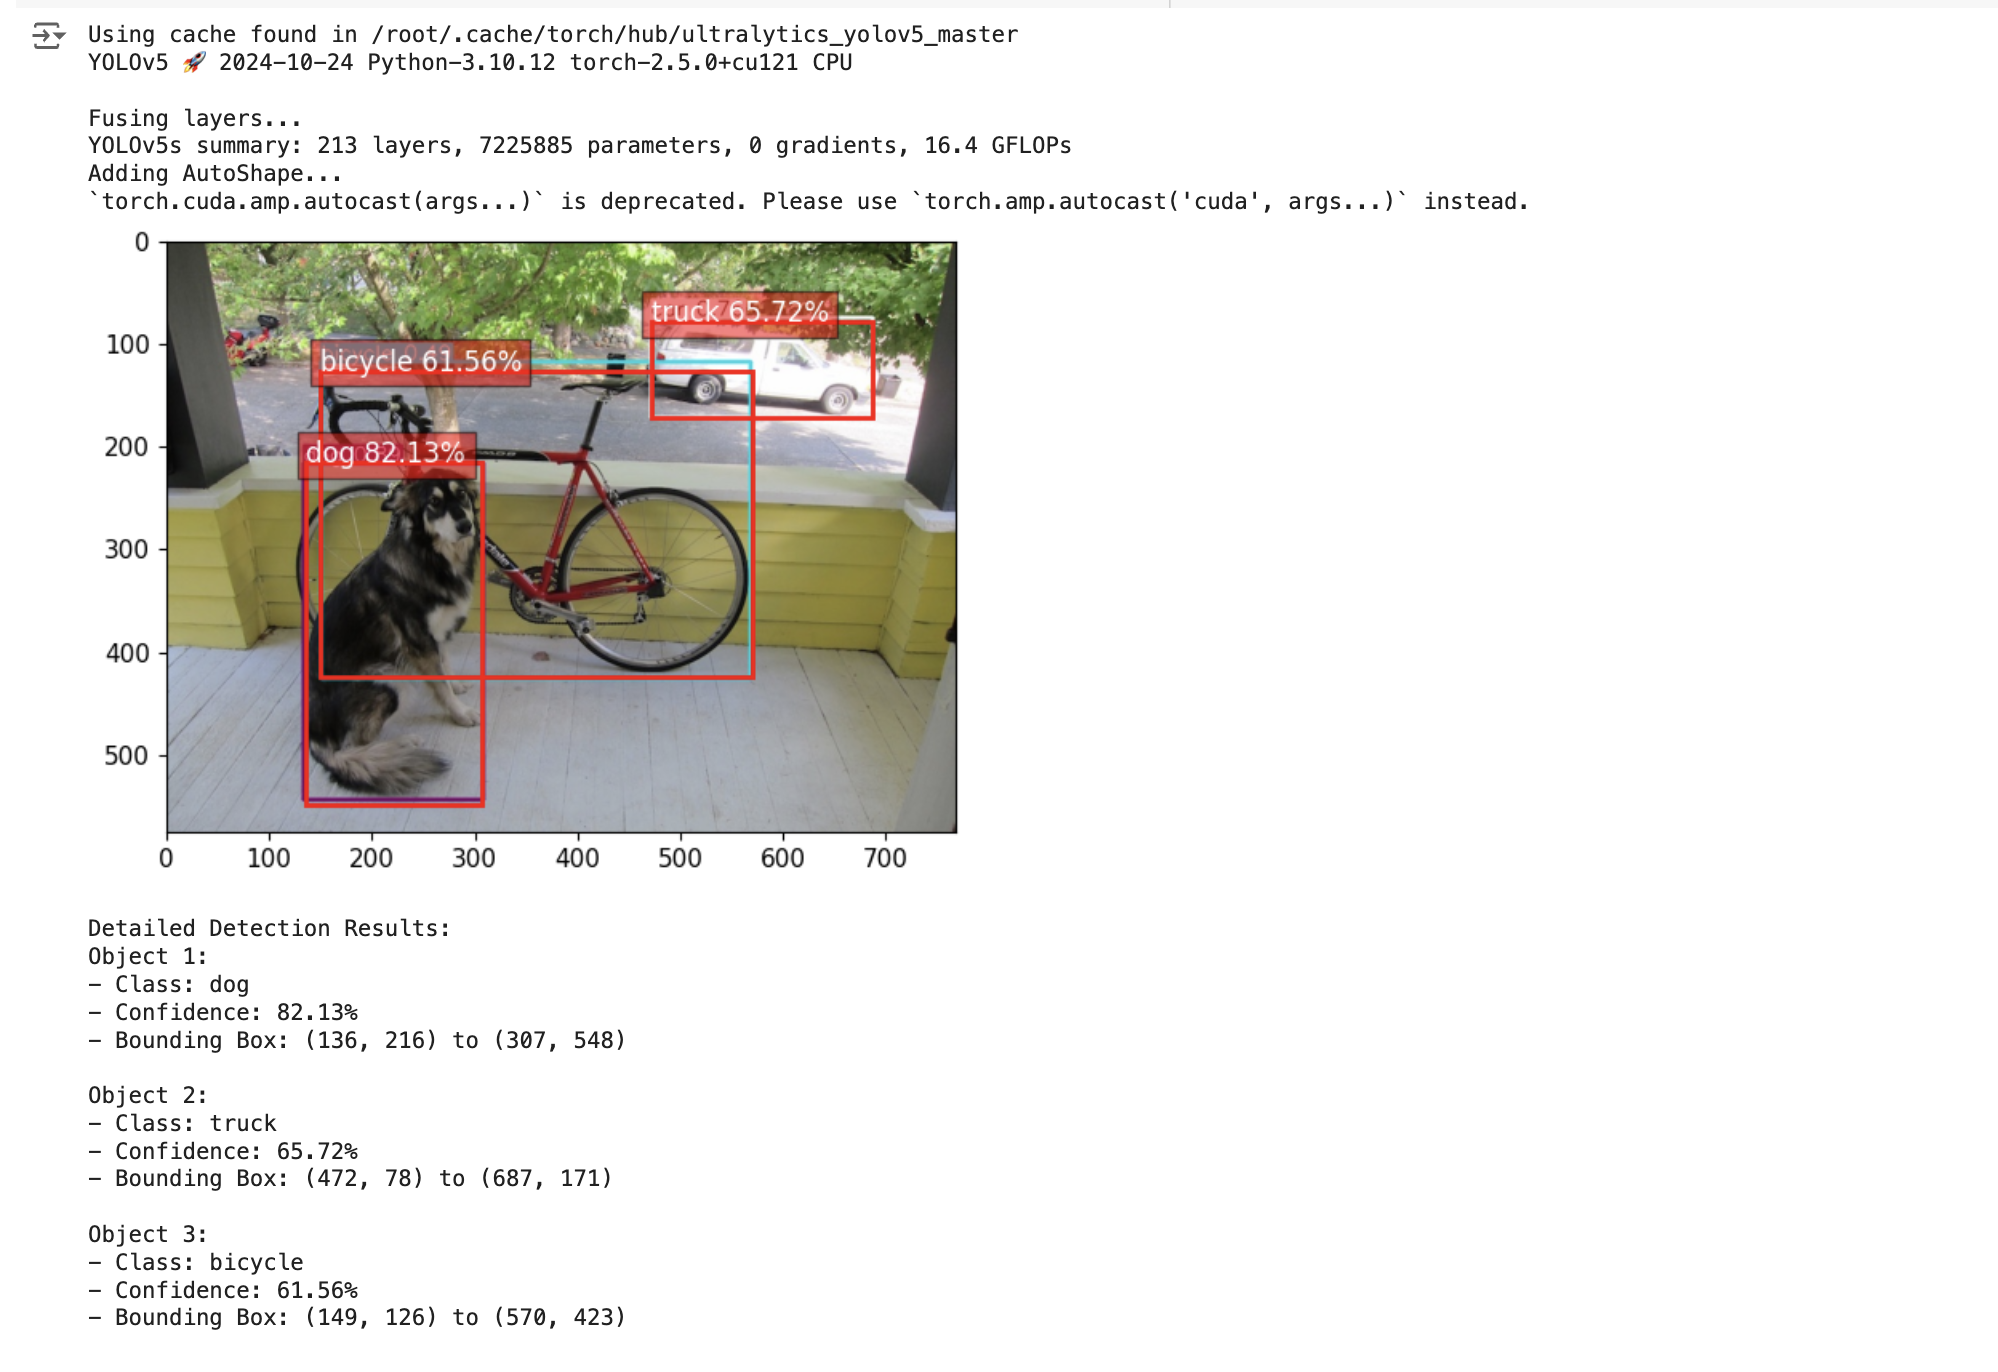 Using cache found in /root/.cache/torch/hub/ultralytics_yolov5_master
YOLOv5 🚀 2024-10-24 Python-3.10.12 torch-2.5.0+cu121 CPU
Fusing layers...
YOLOv5s summary: 213 layers, 7225885 parameters, 0 gradients, 16.4 GFLOPs
Adding AutoShape...
`torch.cuda.amp.autocast(args...)` is deprecated. Please use `torch.amp.autocast('cuda', args...)` instead.
0
truck 65.72%
100
bicycle 61.56%
200
dog 82.13%
300
400
500
0 100 200 300 400 500 600 700
Detailed Detection Results:
Object 1:
- Class: dog
- Confidence: 82.13%
- Bounding Box: (136, 216) to (307, 548)
Object 2:
- Class: truck
- Confidence: 65.72%
- Bounding Box: (472, 78) to (687, 171)
Object 3:
- Class: bicycle
- Confidence: 61.56%
- Bounding Box: (149, 126) to (570, 423)